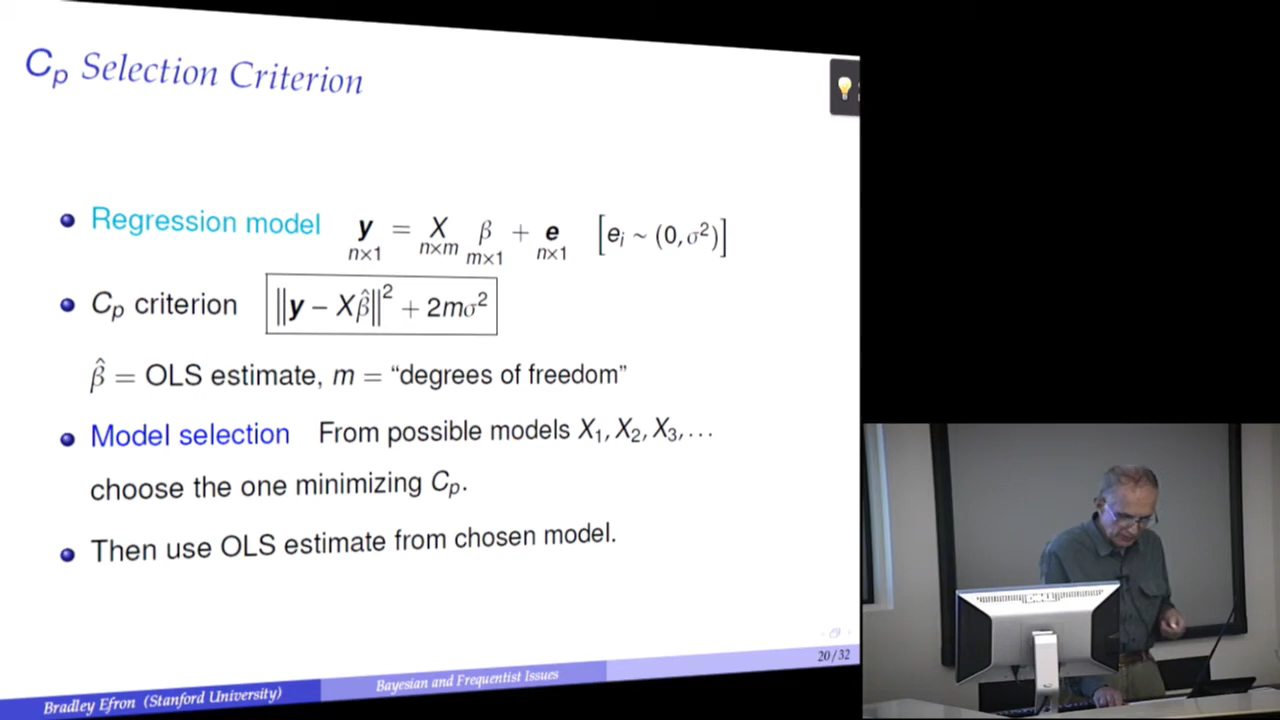 Cp Selection Criterion
Regression model y = X β + e [ei ~ (0, σ²)]
n×1 n×m m×1 n×1
Cp criterion ||y − Xβ̂||² + 2mσ²
β̂ = OLS estimate, m = “degrees of freedom”
Model selection From possible models X1, X2, X3, . . .
choose the one minimizing Cp.
Then use OLS estimate from chosen model.
20/32
Bradley Efron (Stanford University) Bayesian and Frequentist Issues